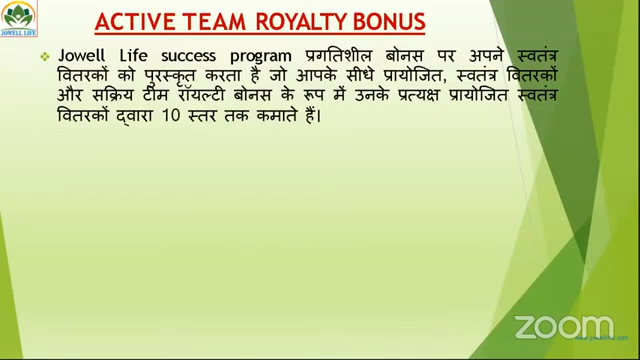 JOWELL LIFE
ACTIVE TEAM ROYALTY BONUS
Jowell Life success program प्रगतिशील बोनस पर अपने स्वतंत्र
वितरकों को पुरस्कृत करता है जो आपके सीधे प्रायोजित, स्वतंत्र वितरकों
और सक्रिय टीम रॉयल्टी बोनस के रूप में उनके प्रत्यक्ष प्रायोजित स्वतंत्र
वितरकों द्वारा 10 स्तर तक कमाते हैं।
zoom